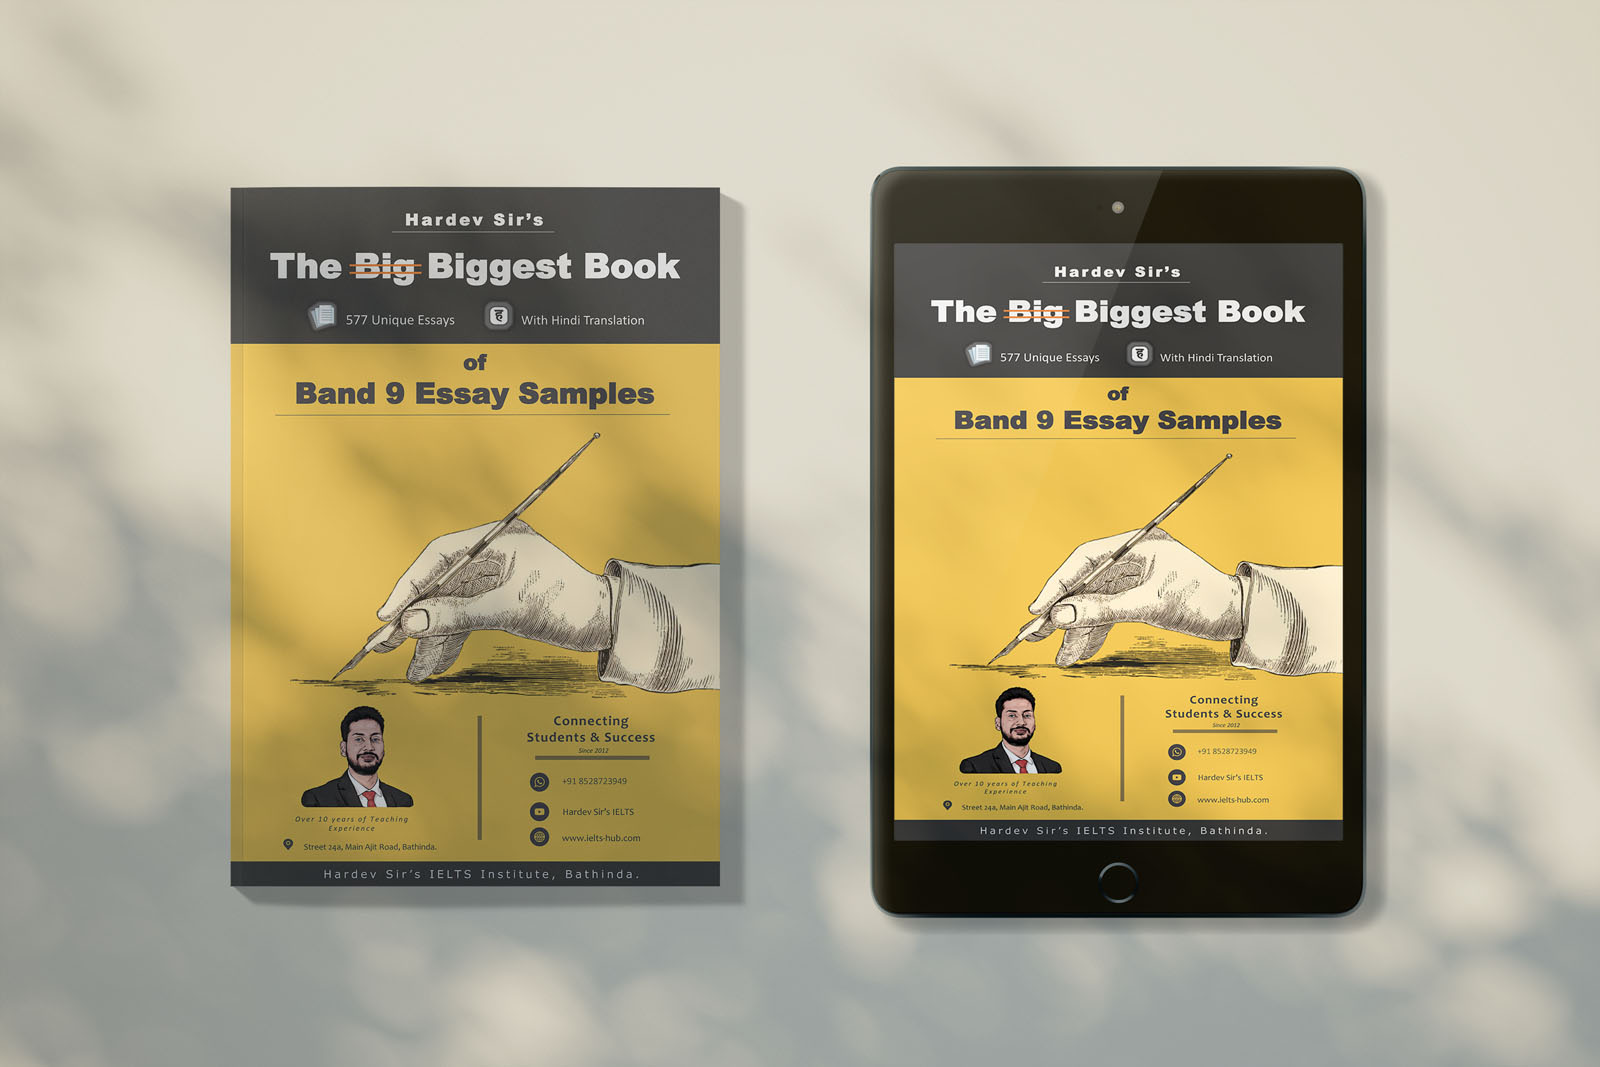 Hardev Sir's
The Big Biggest Book
577 Unique Essays
ह
With Hindi Translation
of
Band 9 Essay Samples
Over 10 years of Teaching
Experience
Street 24a, Main Ajit Road, Bathinda.
Connecting
Students & Success
Since 2012
+91 8528723949
Hardev Sir's IELTS
www.ielts-hub.com
Hardev Sir's IELTS Institute, Bathinda.
Hardev Sir's
The Big Biggest Book
577 Unique Essays
ह
With Hindi Translation
of
Band 9 Essay Samples
Over 10 years of Teaching
Experience
Street 24a, Main Ajit Road, Bathinda.
Connecting
Students & Success
Since 2012
+91 8528723949
Hardev Sir's IELTS
www.ielts-hub.com
Hardev Sir's IELTS Institute, Bathinda.